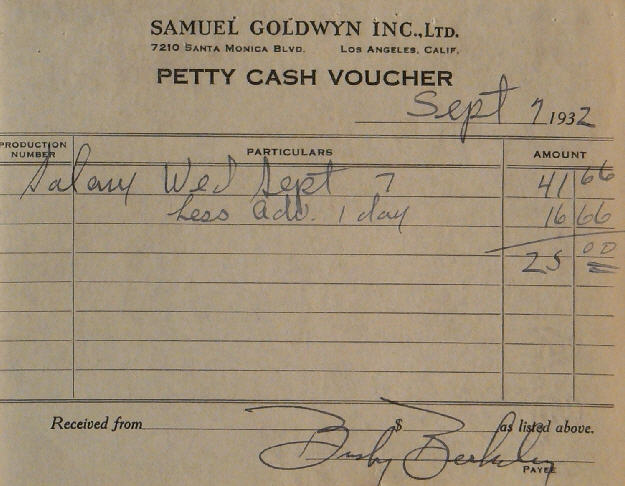 SAMUEL GOLDWYN INC., LTD.
7210 SANTA MONICA BLVD. LOS ANGELES, CALIF.
PETTY CASH VOUCHER
Sept 7 1932
PRODUCTION NUMBER PARTICULARS AMOUNT
Salary Wed Sept 7 41 66
Less Adv. 1 day 16 66
25 00
Received from $ as listed above.
Busby Berkeley
PAYEE